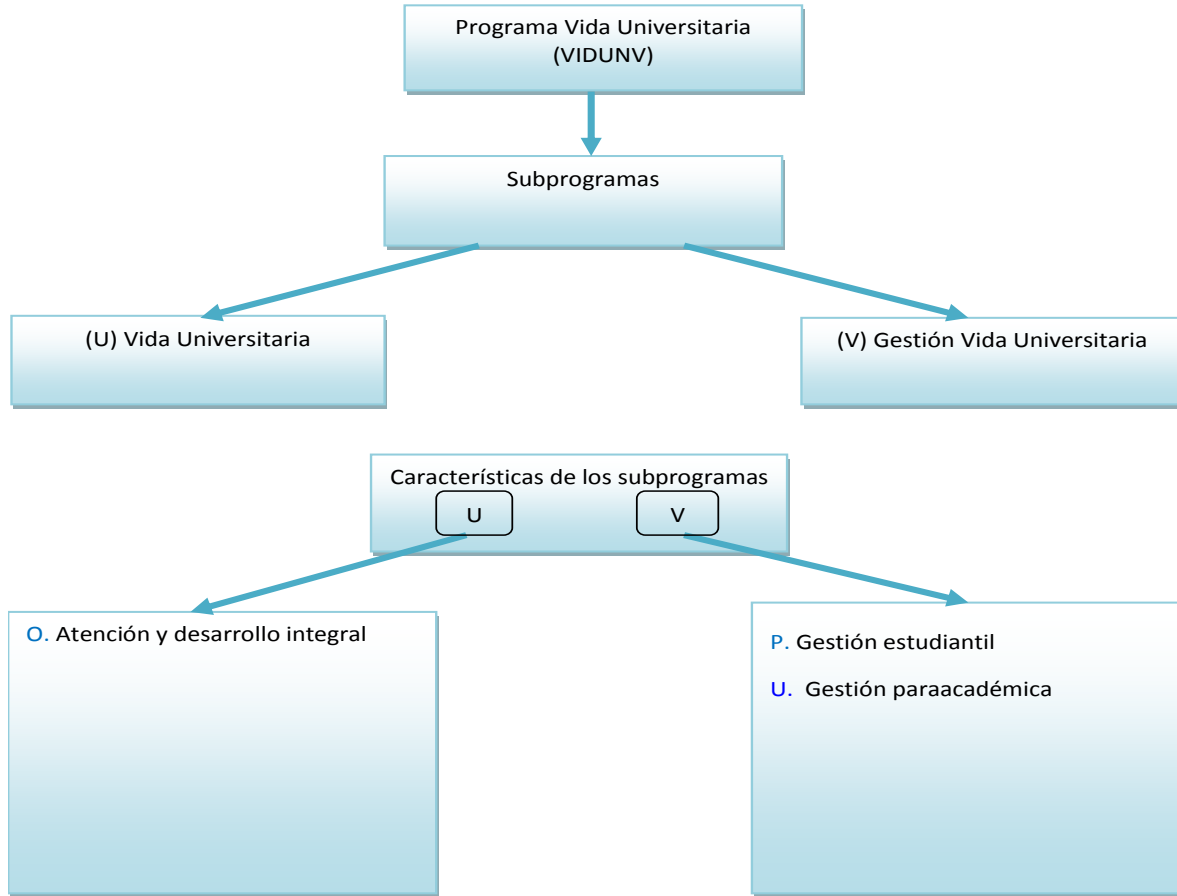 Programa Vida Universitaria
(VIDUNV)
Subprogramas
(U) Vida Universitaria
(V) Gestión Vida Universitaria
Característícas de los subprogramas
U
V
O. Atención y desarrollo integral
P. Gestión estudiantil
U. Gestión paraacadémica